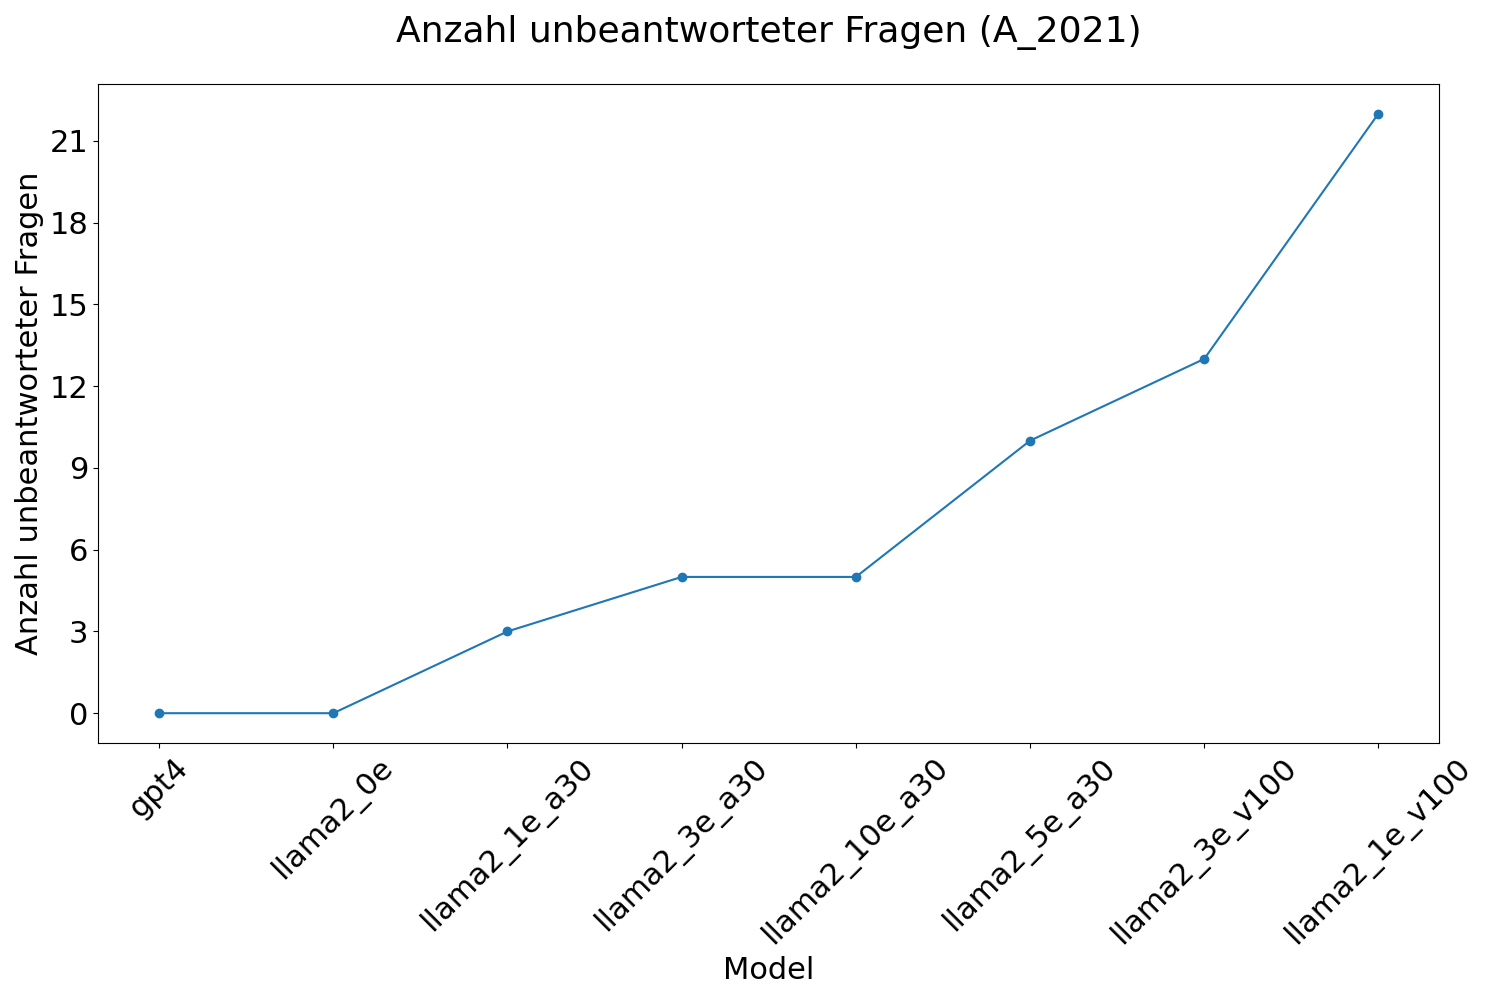 Anzahl unbeantworteter Fragen (A_2021)
Anzahl unbeantworteter Fragen
21
18
15
12
9
6
3
0
gpt4
llama2_0e
llama2_1e_a30
llama2_3e_a30
llama2_10e_a30
llama2_5e_a30
llama2_3e_v100
llama2_1e_v100
Model